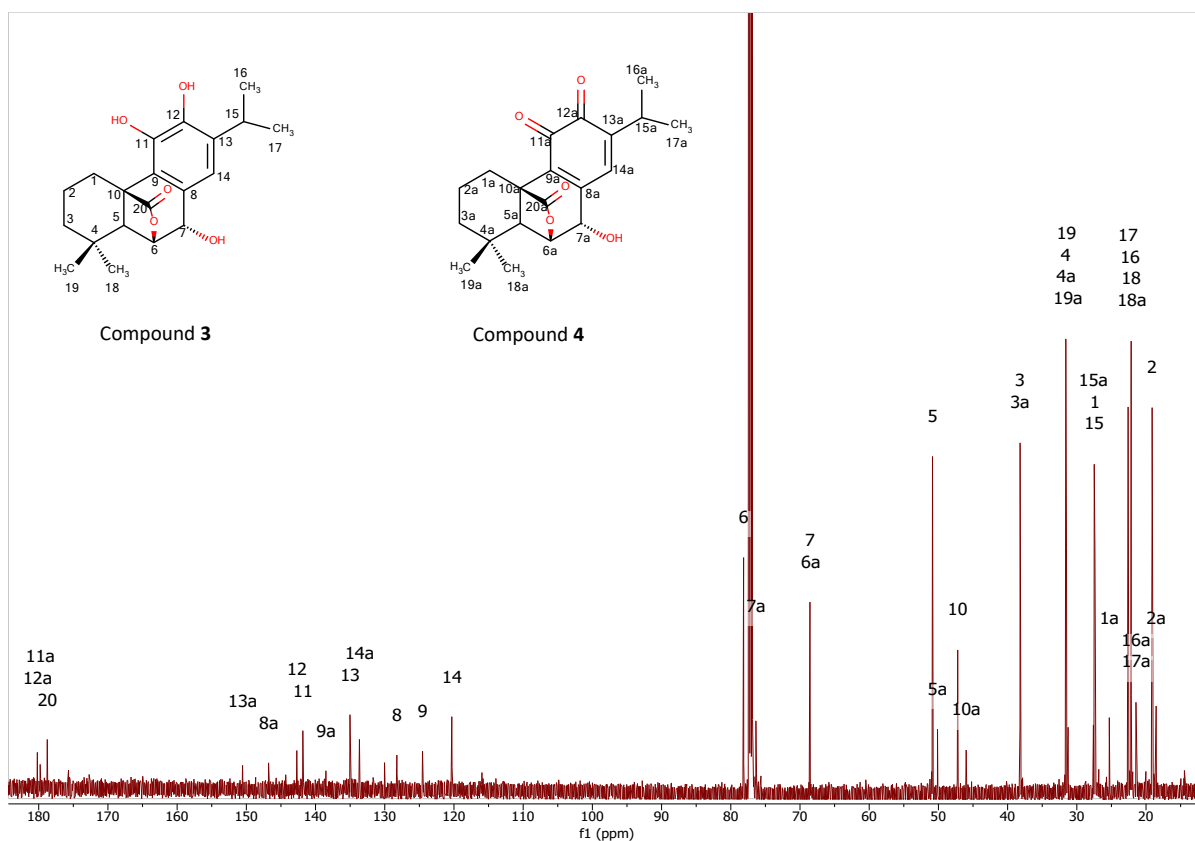 16
OH
CH3
12
15
HO
CH3
11
13
17
1
9
14
2
10
8
O
20
3
5
O
7
4
OH
6
H3C
CH3
19
18
Compound 3
16a
O
CH3
O
12a
13a
15a
CH3
11a
17a
9a
14a
1a
O
2a
10a
8a
20a
3a
5a
O
4a
7a
OH
6a
H3C
CH3
19a
18a
Compound 4
11a
12a
20
13a
8a
12
11
9a
14a
13
8
9
14
6
7a
7
6a
5
5a
10
10a
3
3a
19
4
4a
19a
15a
1
15
1a
17
16
18
18a
16a
17a
2
2a
180 170 160 150 140 130 120 110 100 90 80 70 60 50 40 30 20
f1 (ppm)